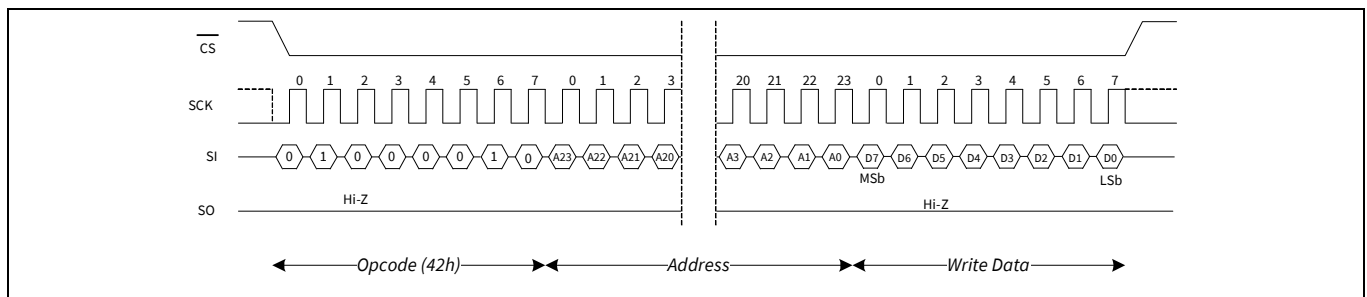 CS
0 1 2 3 4 5 6 7 0 1 2 3 20 21 22 23 0 1 2 3 4 5 6 7
SCK
SI 0 1 0 0 0 0 1 0 A23 A22 A21 A20 A3 A2 A1 A0 D7 D6 D5 D4 D3 D2 D1 D0
MSb LSb
Hi-Z Hi-Z
SO
Opcode (42h) Address Write Data